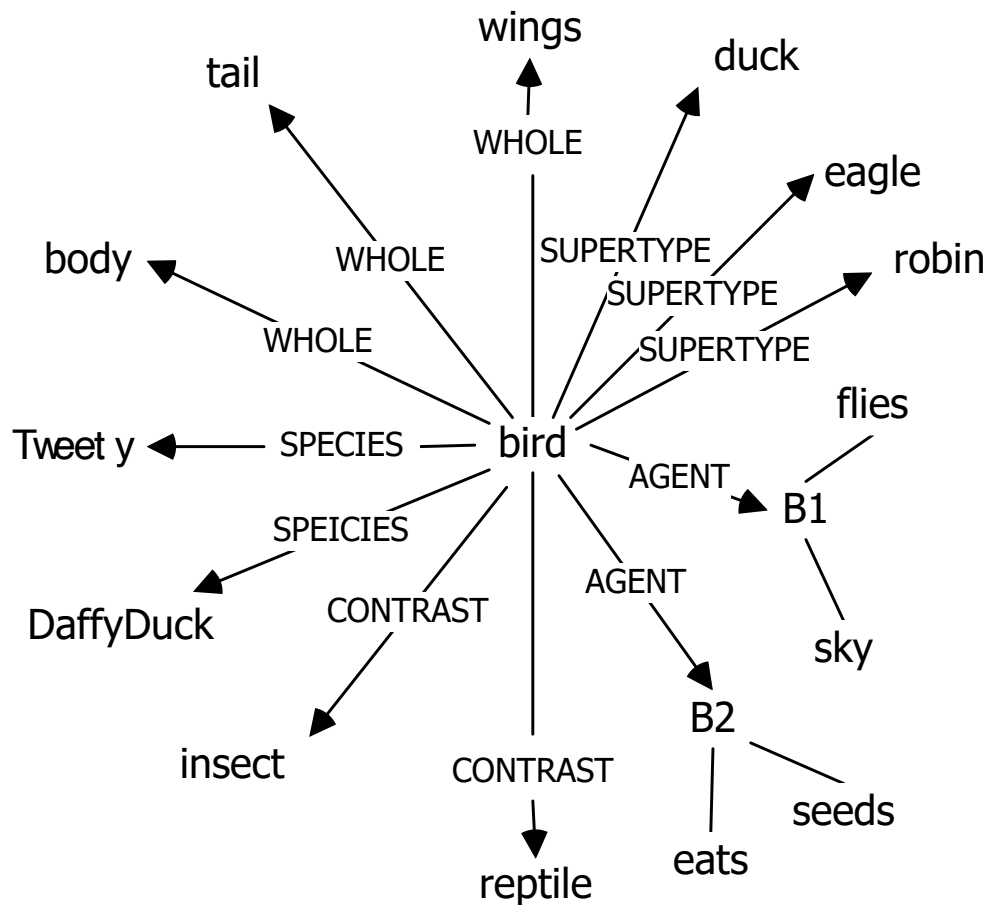 wings
duck
tail
WHOLE
eagle
SUPERTYPE
robin
body
WHOLE
SUPERTYPE
WHOLE
SUPERTYPE
flies
Tweet y
SPECIES
bird
AGENT
B1
SPEICIES
AGENT
DaffyDuck
CONTRAST
sky
B2
insect
CONTRAST
seeds
eats
reptile